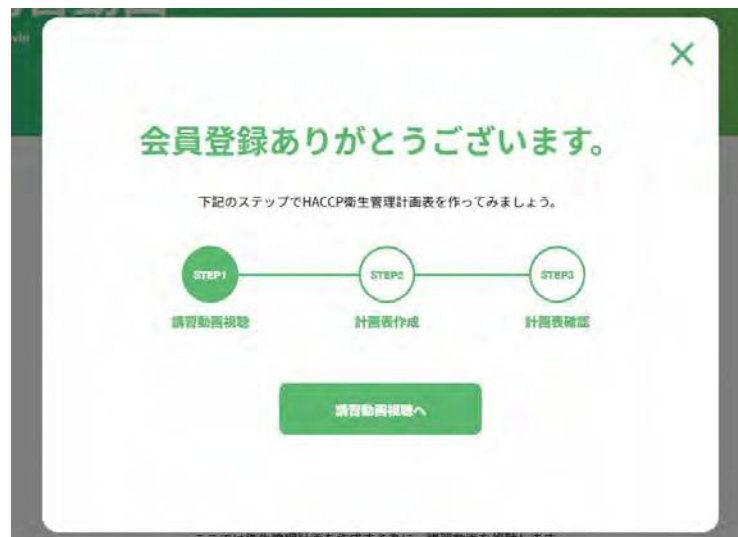 会員登録ありがとうございます。
下記のステップでHACCP衛生管理計画表を作ってみましょう。
STEP1
STEP2
STEP3
講習動画視聴
計画表作成
計画表確認
講習動画視聴へ